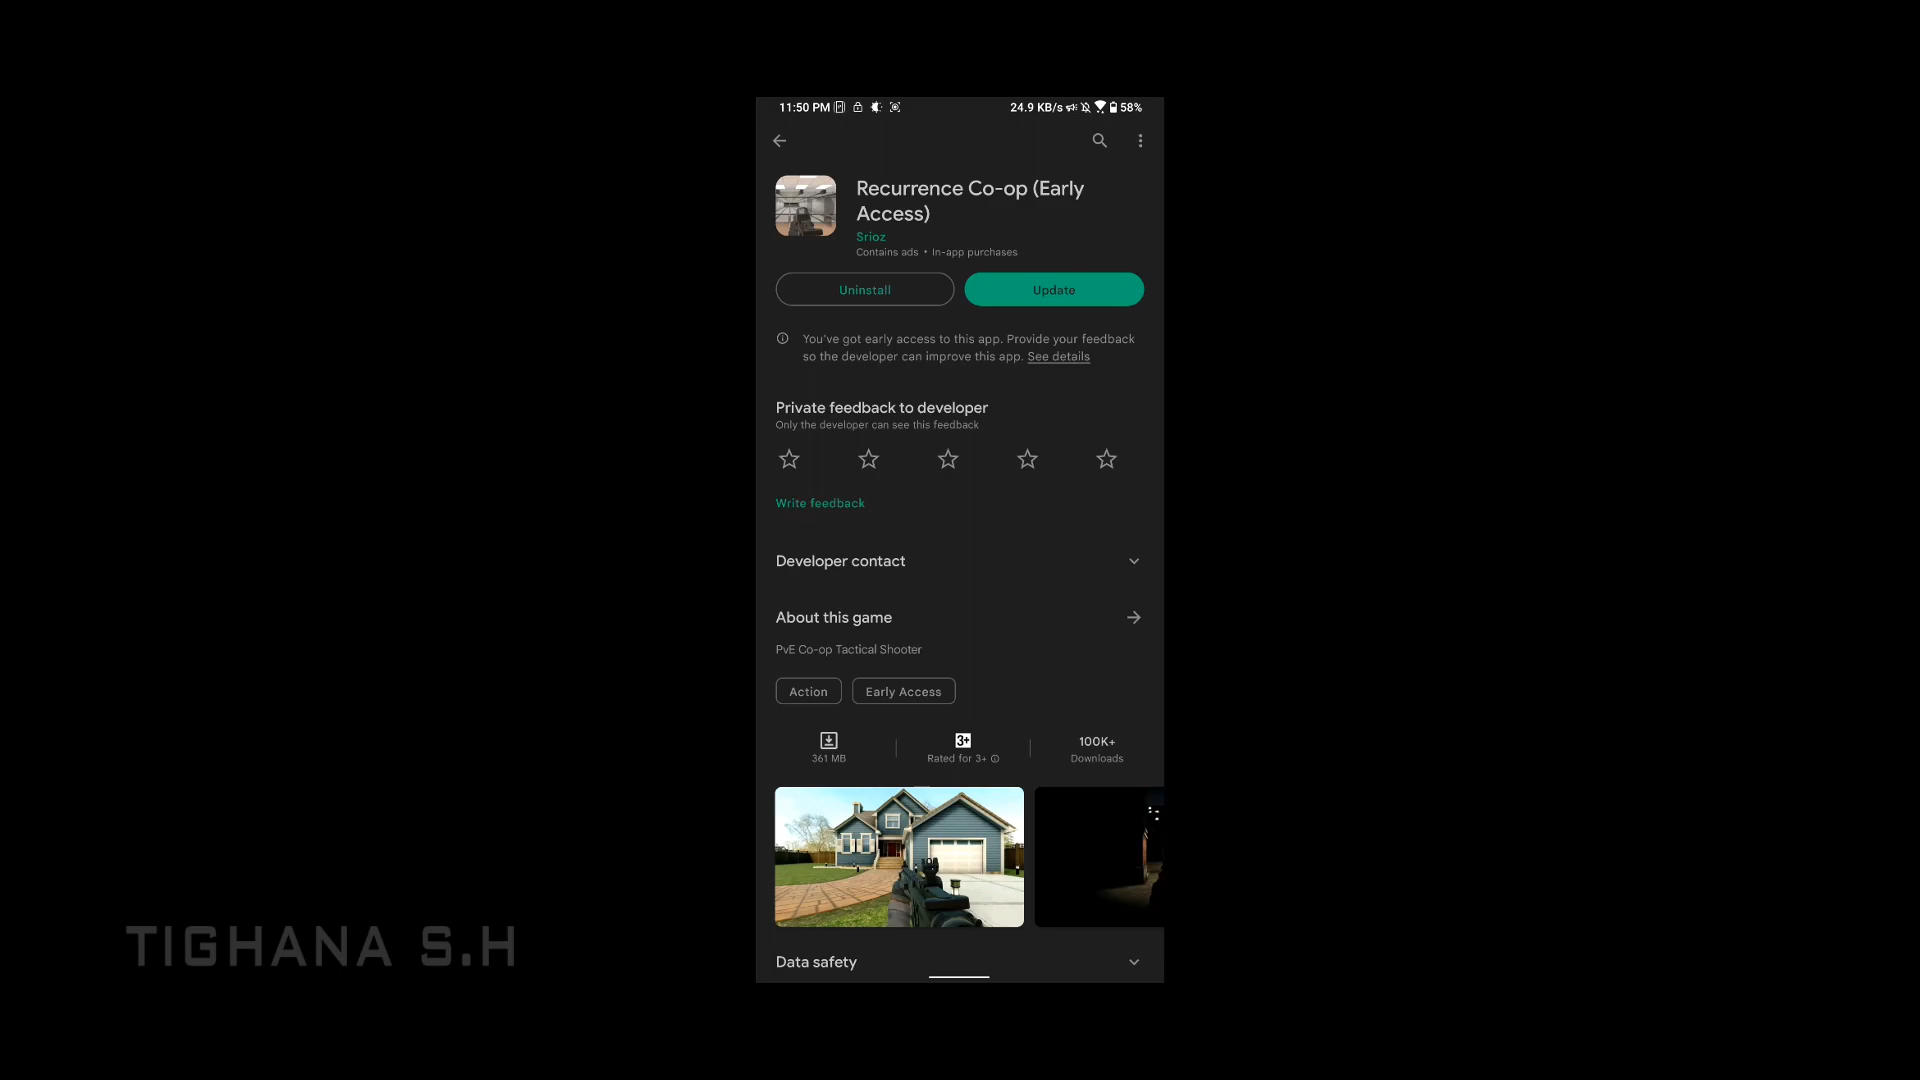 11:50 PM
24.9 KB/s
58%
Recurrence Co-op (Early
Access)
Srioz
Contains ads • In-app purchases
Uninstall
Update
You've got early access to this app. Provide your feedback
so the developer can improve this app. See details
Private feedback to developer
Only the developer can see this feedback
Write feedback
Developer contact
About this game
PvE Co-op Tactical Shooter
Action
Early Access
3+
100K+
361 MB
Rated for 3+
Downloads
Data safety
TIGHANA S.H